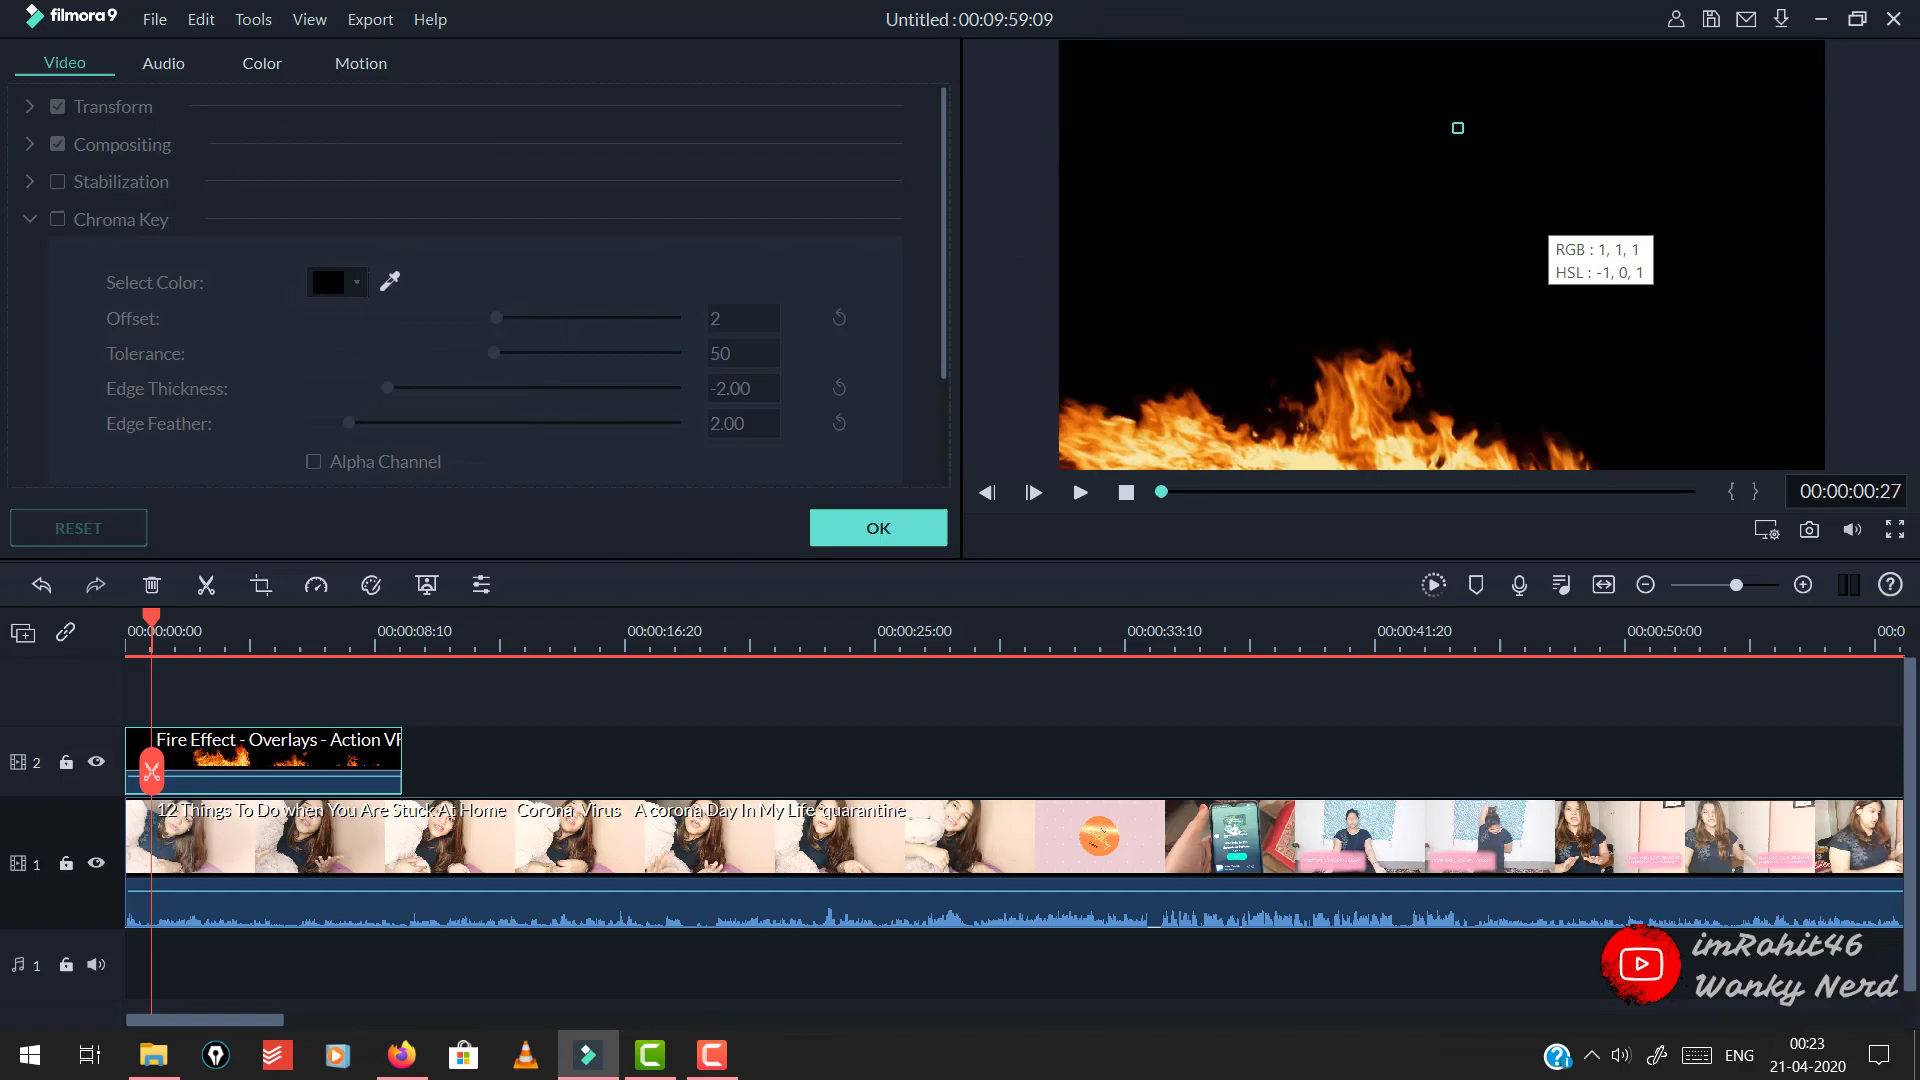 filmora9
File Edit Tools View Export Help
Untitled : 00:09:59:09
Video Audio Color Motion
Transform
Compositing
Stabilization
Chroma Key
Select Color:
Offset: 2
Tolerance: 50
Edge Thickness: -2.00
Edge Feather: 2.00
Alpha Channel
RESET OK
RGB : 1, 1, 1
HSL : -1, 0, 1
00:00:00:27
00:00:00:00 00:00:08:10 00:00:16:20 00:00:25:00 00:00:33:10 00:00:41:20 00:00:50:00 00:0
Fire Effect - Overlays - Action VF
2
12 Things To Do when You Are Stuck At Home Corona Virus A corona Day In My Life quarantine
1
1
imRohit46
Wonky Nerd
ENG
00:23
21-04-2020